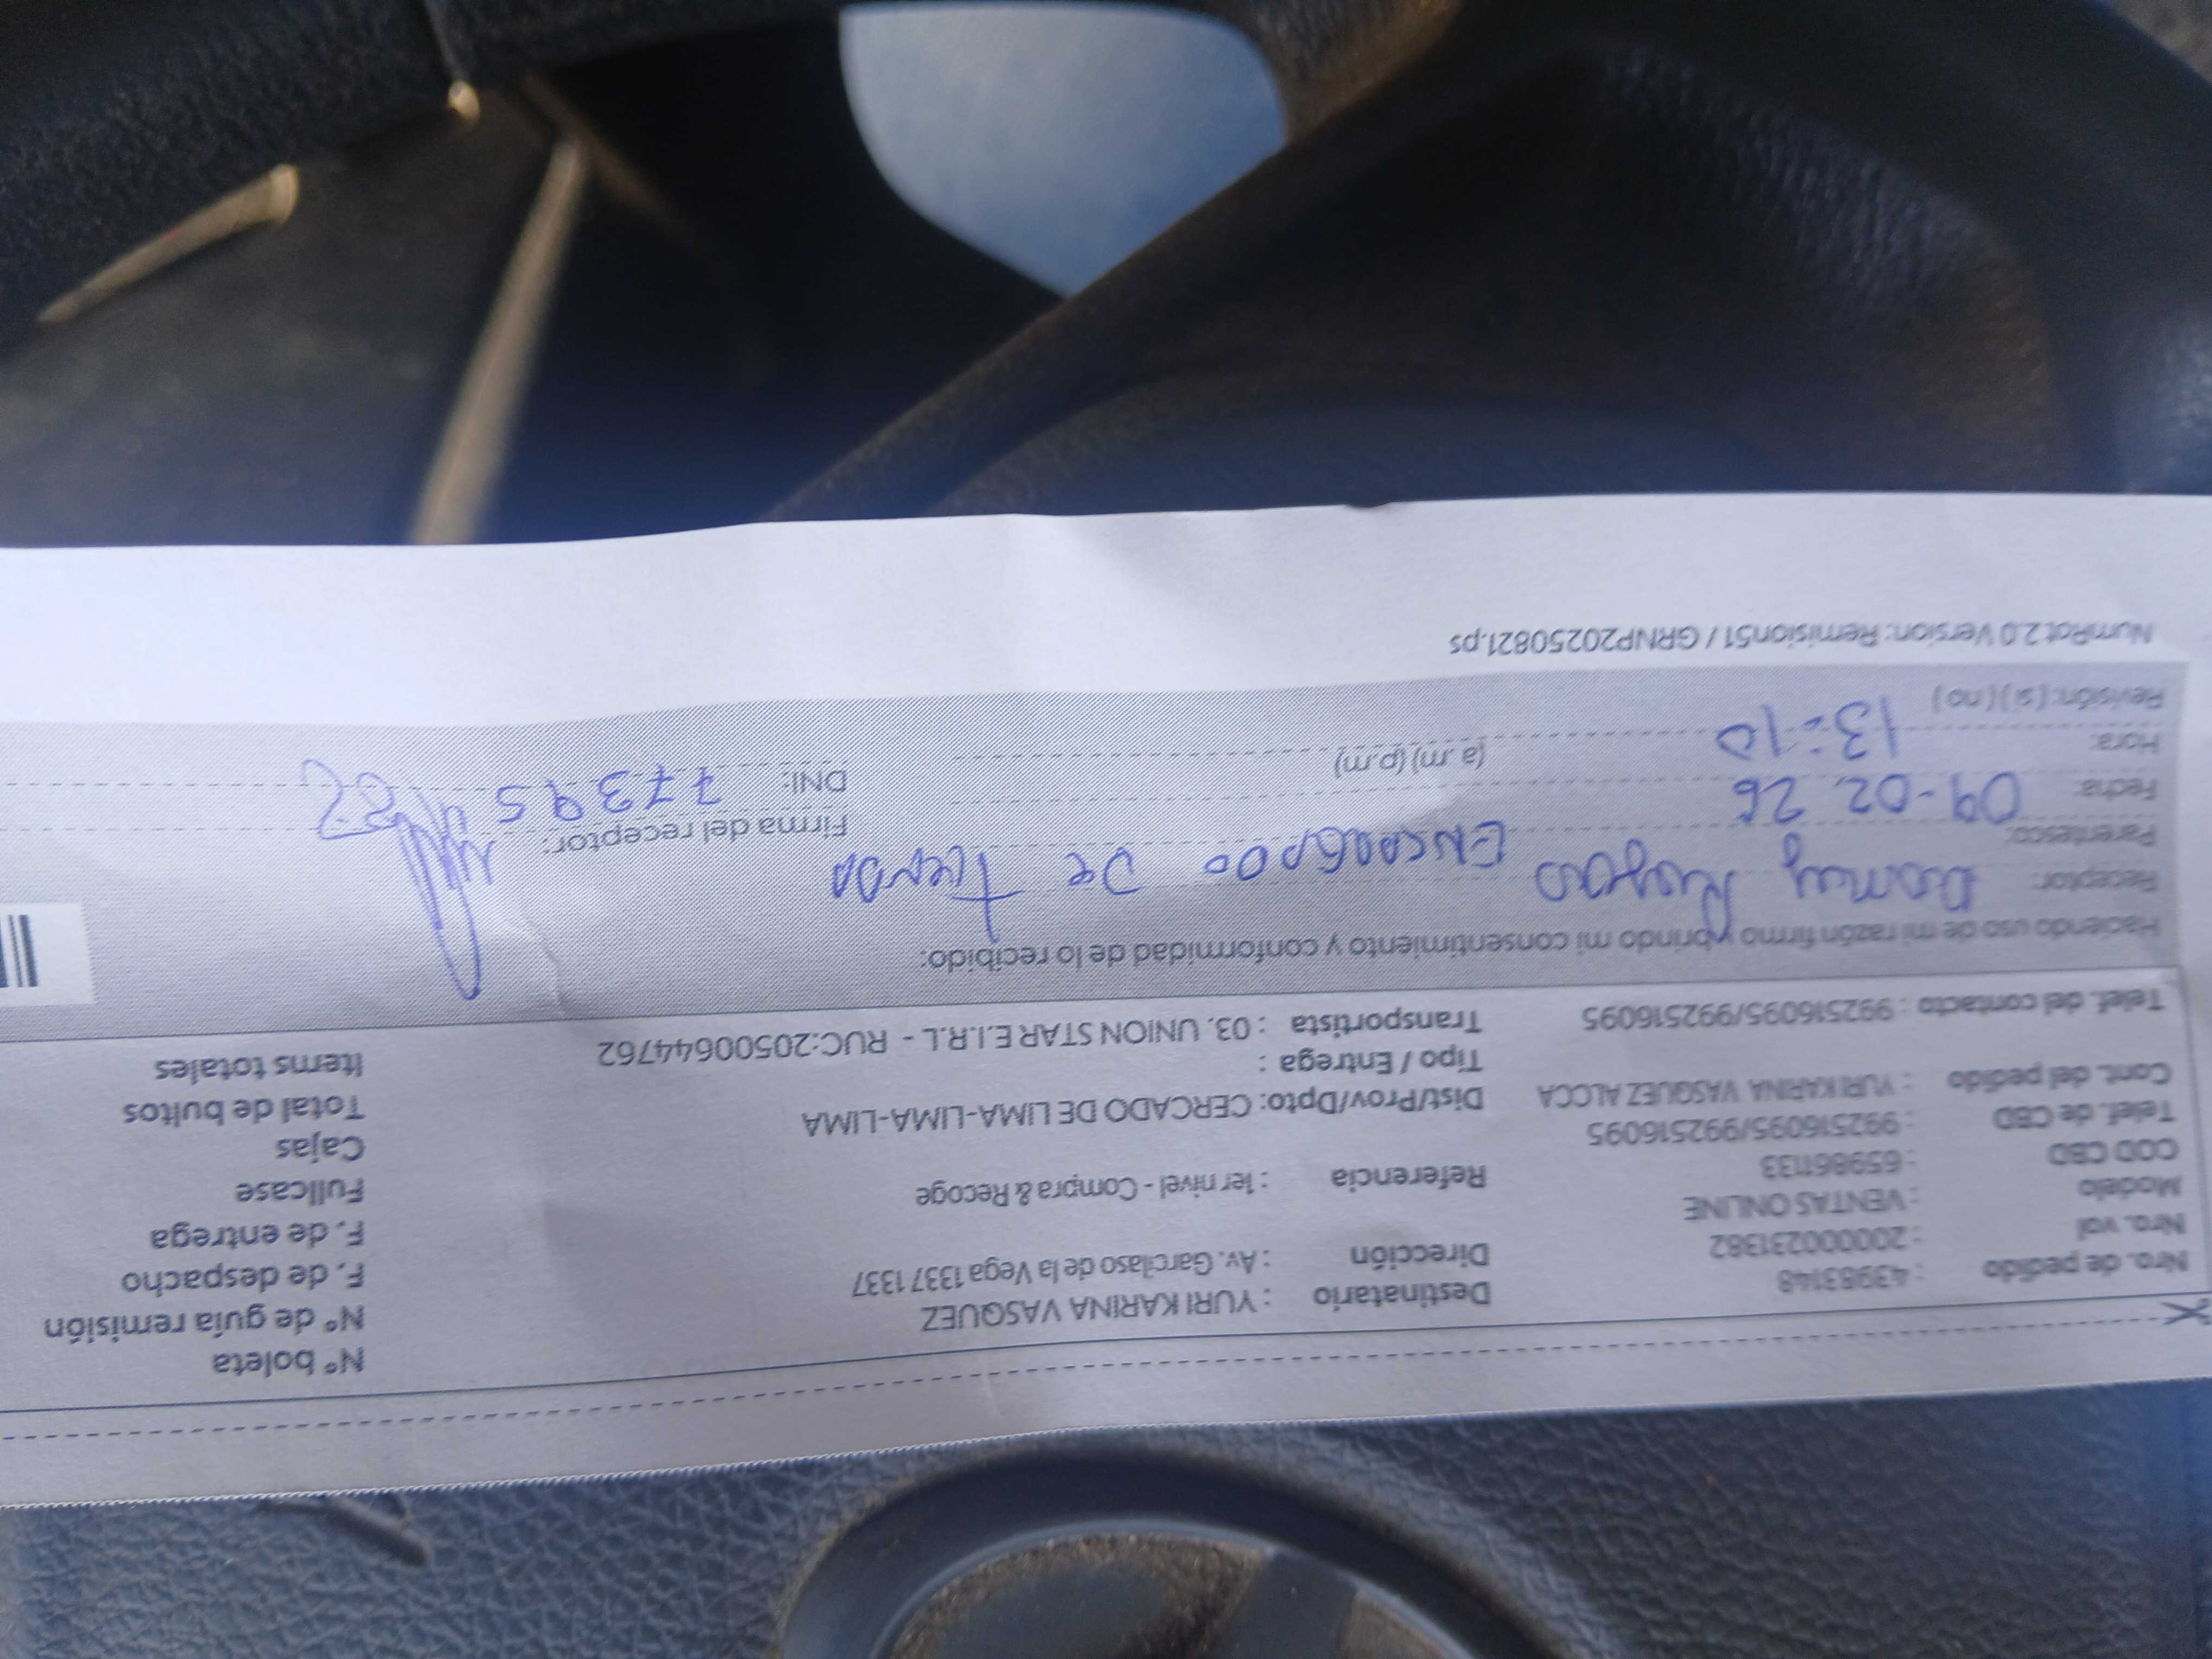 Nro. de pedido : 43983148
Nro. val : 20000231382
Modelo : VENTAS ONLINE
COD CBD : 659861133
Telef. de CBD : 992516095/992516095
Cont. del pedido : YURI KARINA VASQUEZ ALCCA
Telef. del contacto : 992516095/992516095
Destinatario : YURI KARINA VASQUEZ
Dirección : Av. Garcilaso de la Vega 1337 1337
Referencia : 1er nivel - Compra & Recoge
Dist/Prov/Dpto: CERCADO DE LIMA-LIMA-LIMA
Tipo / Entrega :
Transportista : 03. UNION STAR E.I.R.L - RUC:20500644762
N° boleta
N° de guía remisión
F. de despacho
F. de entrega
Fullcase
Cajas
Total de bultos
Items totales
Haciendo uso de mi razón firmo y brindo mi consentimiento y conformidad de lo recibido:
Receptor: ENCARGADO DE TIENDA
Parentesco: Firma del receptor:
Fecha: 09-02.26 DNI:
Hora: 13:10 (a.m) (p.m)
Revisión: (si) (no)
NumRot 2.0 Version: Remision51 / GRNP20250821.ps